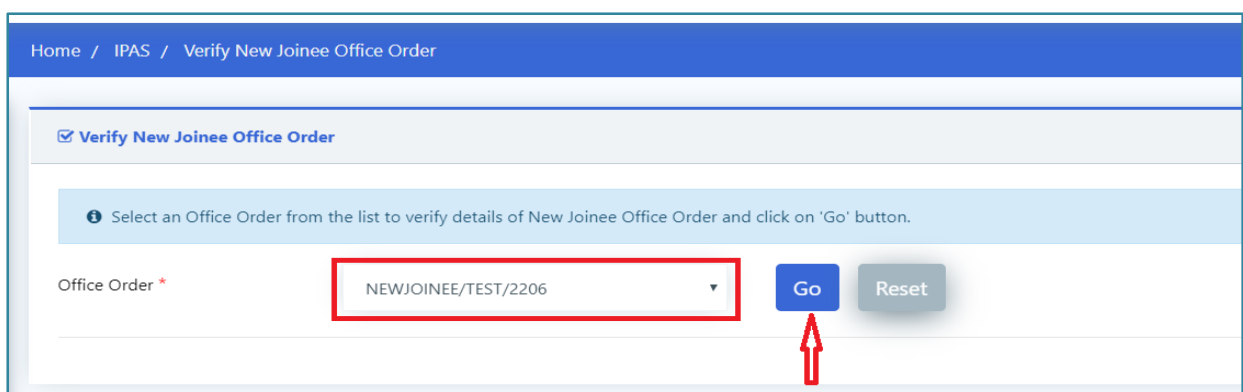 Home / IPAS / Verify New Joinee Office Order
Verify New Joinee Office Order
Select an Office Order from the list to verify details of New Joinee Office Order and click on 'Go' button.
Office Order * NEWJOINEE/TEST/2206 Go Reset